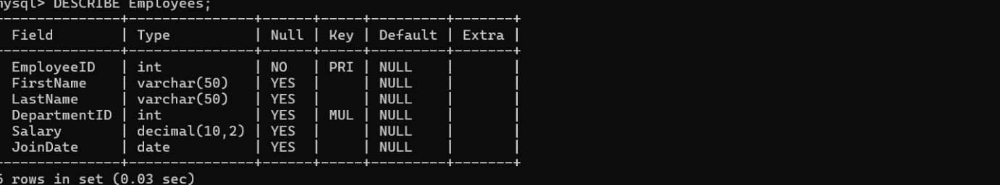 mysql> DESCRIBE Employees;
---------------+---------------+------+-----+---------+-------+
Field | Type | Null | Key | Default | Extra |
---------------+---------------+------+-----+---------+-------+
EmployeeID | int | NO | PRI | NULL | |
FirstName | varchar(50) | YES | | NULL | |
LastName | varchar(50) | YES | | NULL | |
DepartmentID | int | YES | MUL | NULL | |
Salary | decimal(10,2) | YES | | NULL | |
JoinDate | date | YES | | NULL | |
---------------+---------------+------+-----+---------+-------+
6 rows in set (0.03 sec)